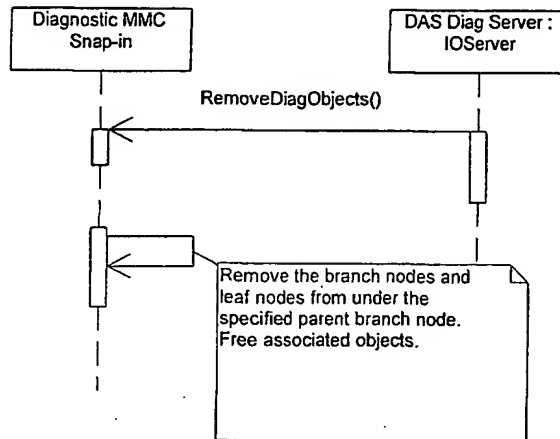 Diagnostic MMC
Snap-in
DAS Diag Server :
IOServer
RemoveDiagObjects()
Remove the branch nodes and
leaf nodes from under the
specified parent branch node.
Free associated objects.